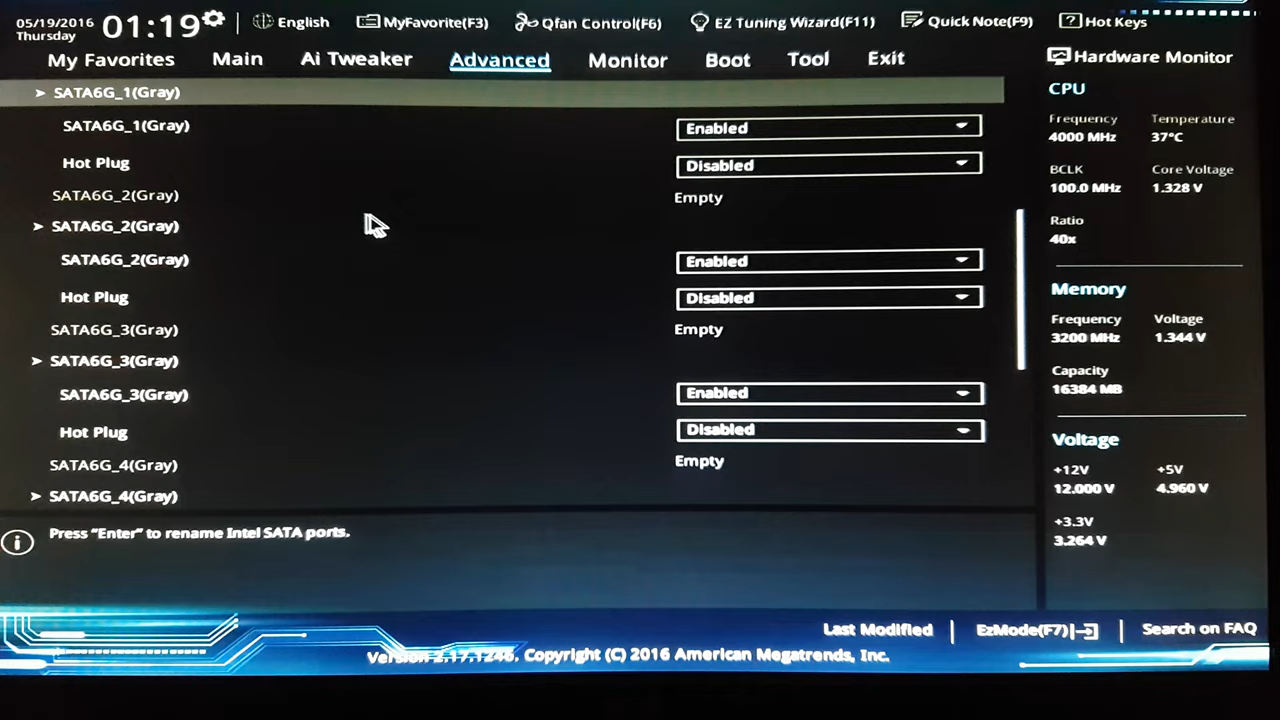 05/19/2016
Thursday
01:19
English
MyFavorite(F3)
Qfan Control(F6)
EZ Tuning Wizard(F11)
Quick Note(F9)
? Hot Keys
My Favorites
Main
Ai Tweaker
Advanced
Monitor
Boot
Tool
Exit
Hardware Monitor
> SATA6G_1(Gray)
SATA6G_1(Gray) Enabled
Hot Plug Disabled
SATA6G_2(Gray) Empty
> SATA6G_2(Gray)
SATA6G_2(Gray) Enabled
Hot Plug Disabled
SATA6G_3(Gray) Empty
> SATA6G_3(Gray)
SATA6G_3(Gray) Enabled
Hot Plug Disabled
SATA6G_4(Gray) Empty
> SATA6G_4(Gray)
Press "Enter" to rename Intel SATA ports.
CPU
Frequency Temperature
4000 MHz 37°C
BCLK Core Voltage
100.0 MHz 1.328 V
Ratio
40x
Memory
Frequency Voltage
3200 MHz 1.344 V
Capacity
16384 MB
Voltage
+12V +5V
12.000 V 4.960 V
+3.3V
3.264 V
Last Modified
EzMode(F7)
Search on FAQ
Version 2.17.1246. Copyright (C) 2016 American Megatrends, Inc.